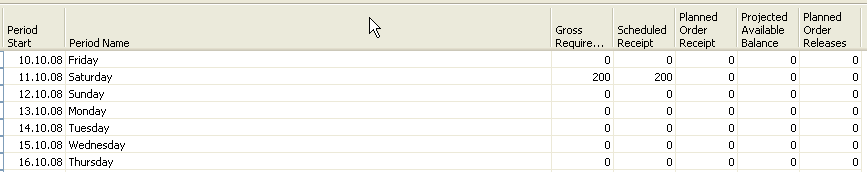 Period Start Period Name Gross Require... Scheduled Receipt Planned Order Receipt Projected Available Balance Planned Order Releases
10.10.08 Friday 0 0 0 0 0
11.10.08 Saturday 200 200 0 0 0
12.10.08 Sunday 0 0 0 0 0
13.10.08 Monday 0 0 0 0 0
14.10.08 Tuesday 0 0 0 0 0
15.10.08 Wednesday 0 0 0 0 0
16.10.08 Thursday 0 0 0 0 0